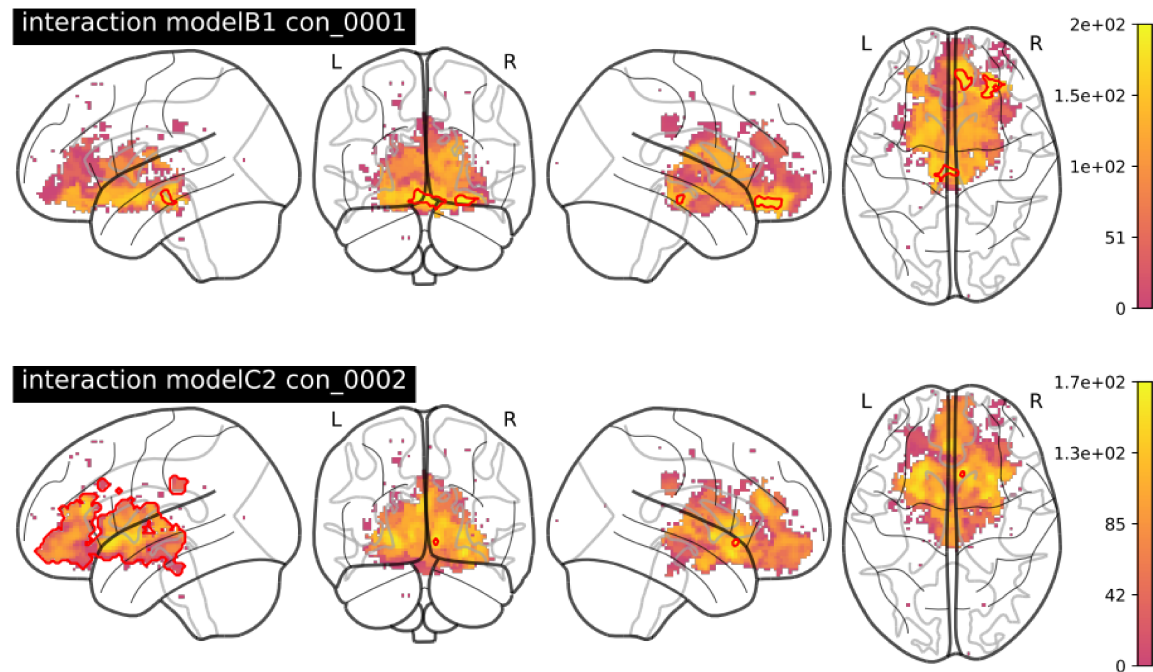 interaction modelB1 con_0001
L
R
L
R
2e+02
1.5e+02
1e+02
51
0
interaction modelC2 con_0002
L
R
L
R
1.7e+02
1.3e+02
85
42
0